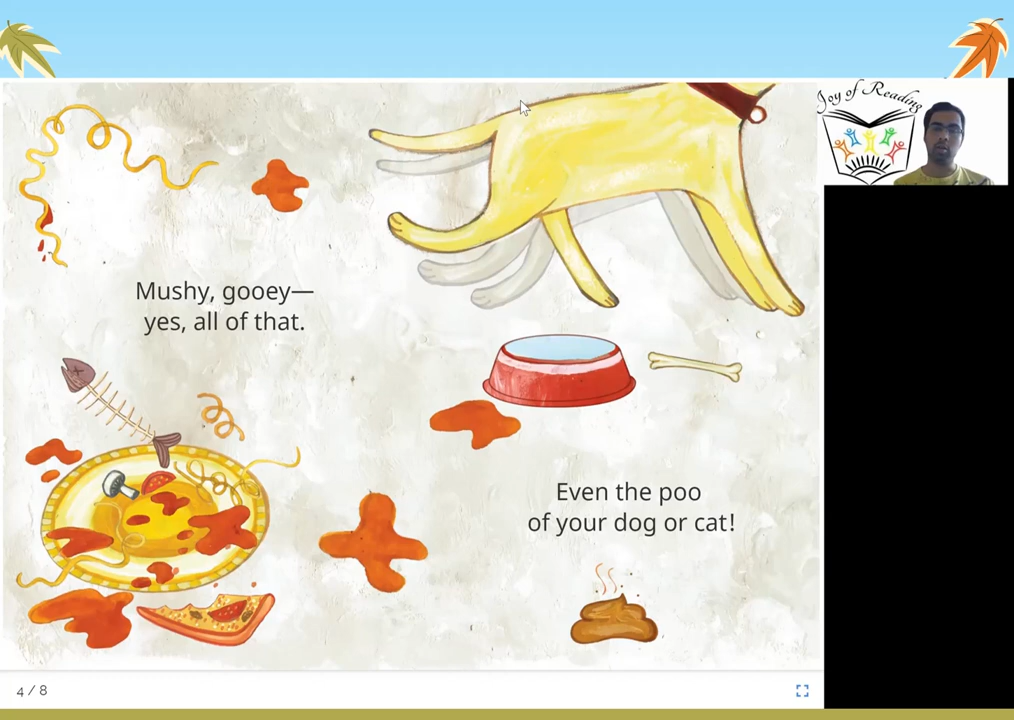 Joy of Reading
Mushy, gooey—
yes, all of that.
Even the poo
of your dog or cat!
4 / 8